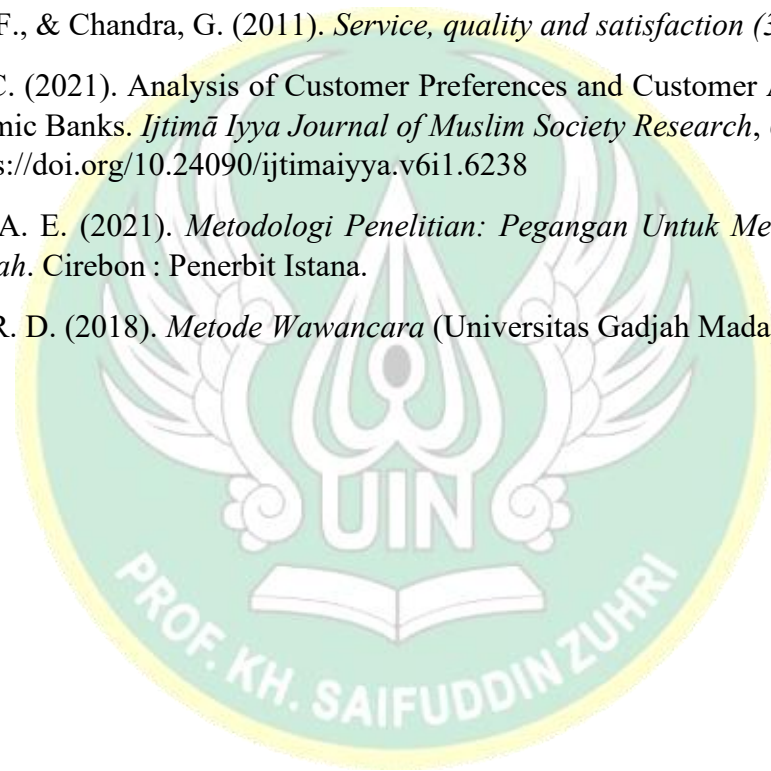 F., & Chandra, G. (2011). Service, quality and satisfaction (3
C. (2021). Analysis of Customer Preferences and Customer A
mic Banks. Ijtimā Iyya Journal of Muslim Society Research,
s://doi.org/10.24090/ijtimaiyya.v6i1.6238
A. E. (2021). Metodologi Penelitian: Pegangan Untuk Me
ah. Cirebon : Penerbit Istana.
R. D. (2018). Metode Wawancara (Universitas Gadjah Mada
UIN
PROF. KH. SAIFUDDIN ZUHRI